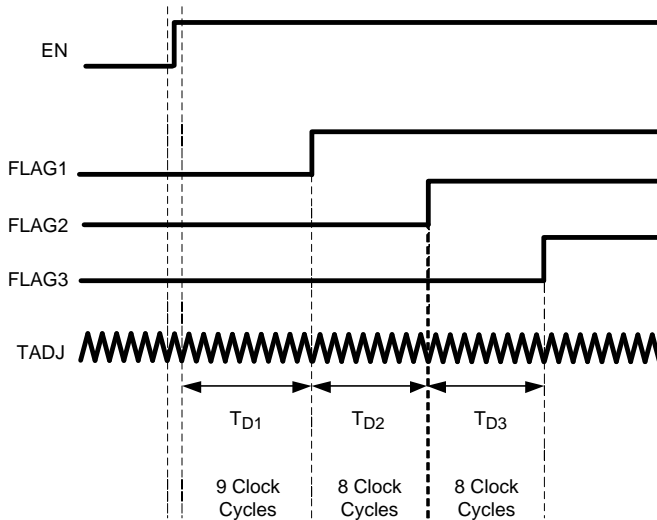 EN
FLAG1
FLAG2
FLAG3
TADJ
TD1 TD2 TD3
9 Clock 8 Clock 8 Clock
Cycles Cycles Cycles